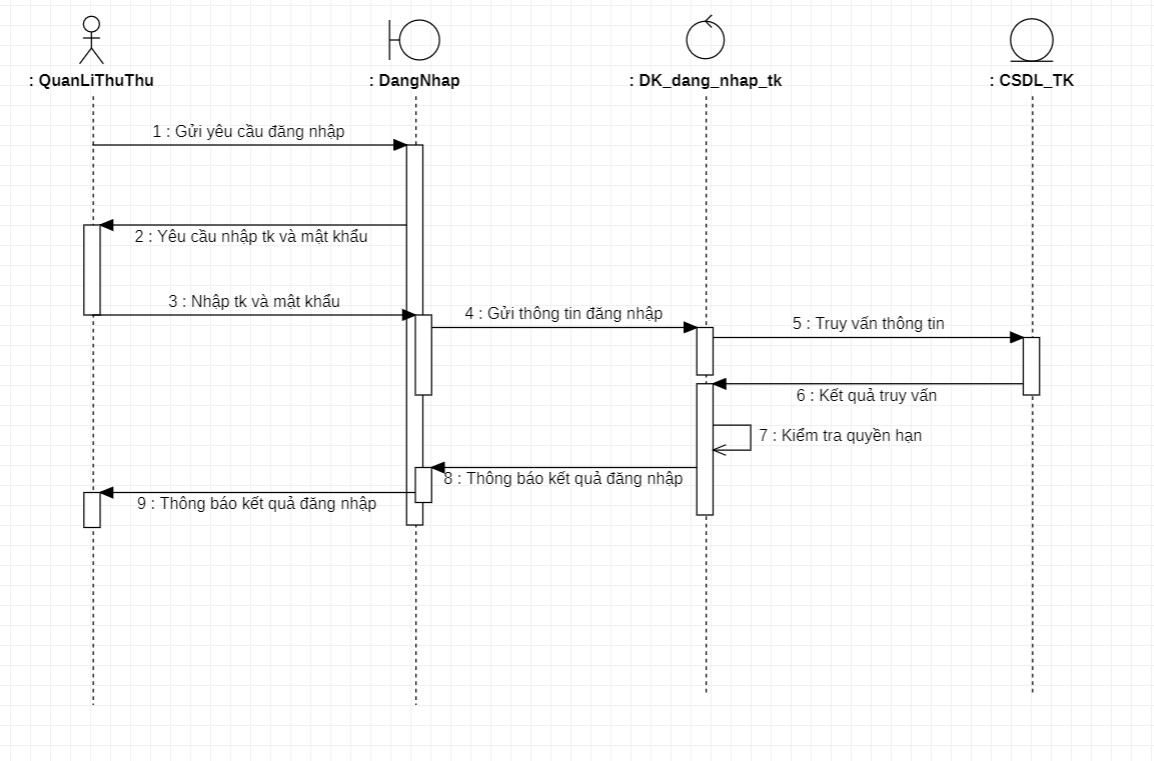 : QuanLiThuThu
: DangNhap
: DK_dang_nhap_tk
: CSDL_TK
1 : Gửi yêu cầu đăng nhập
2 : Yêu cầu nhập tk và mật khẩu
3 : Nhập tk và mật khẩu
4 : Gửi thông tin đăng nhập
5 : Truy vấn thông tin
6 : Kết quả truy vấn
7 : Kiểm tra quyền hạn
8 : Thông báo kết quả đăng nhập
9 : Thông báo kết quả đăng nhập